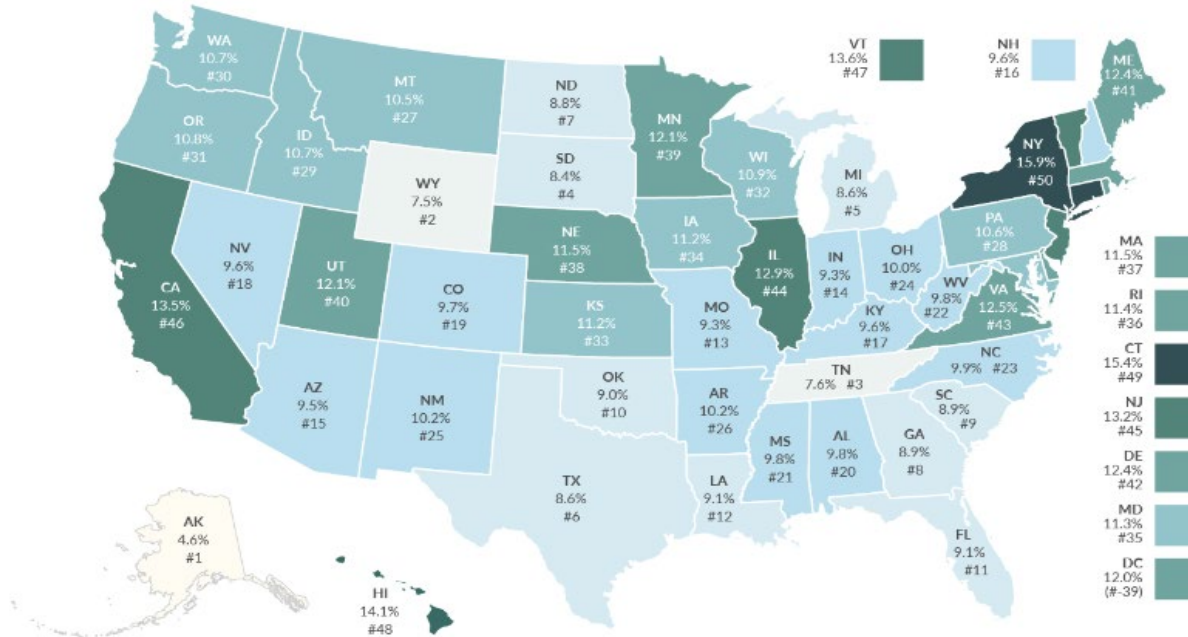 WA
10.7%
#30
VT
13.6%
#47
NH
9.6%
#16
ME
12.4%
#41
MT
10.5%
#27
ND
8.8%
#7
MN
12.1%
#39
OR
10.8%
#31
ID
10.7%
#29
WI
10.9%
#32
NY
15.9%
#50
SD
8.4%
#4
MI
8.6%
#5
WY
7.5%
#2
PA
10.6%
#28
IA
11.2%
#34
NE
11.5%
#38
NV
9.6%
#18
UT
12.1%
#40
IL
12.9%
#44
IN
9.3%
#14
OH
10.0%
#24
MA
11.5%
#37
CA
13.5%
#46
CO
9.7%
#19
WV
9.8%
#22
VA
12.5%
#43
RI
11.4%
#36
KS
11.2%
#33
MO
9.3%
#13
KY
9.6%
#17
CT
15.4%
#49
NC
9.9% #23
TN
7.6% #3
AZ
9.5%
#15
NM
10.2%
#25
OK
9.0%
#10
AR
10.2%
#26
SC
8.9%
#9
NJ
13.2%
#45
MS
9.8%
#21
AL
9.8%
#20
GA
8.9%
#8
DE
12.4%
#42
TX
8.6%
#6
LA
9.1%
#12
MD
11.3%
#35
AK
4.6%
#1
FL
9.1%
#11
DC
12.0%
(#-39)
HI
14.1%
#48